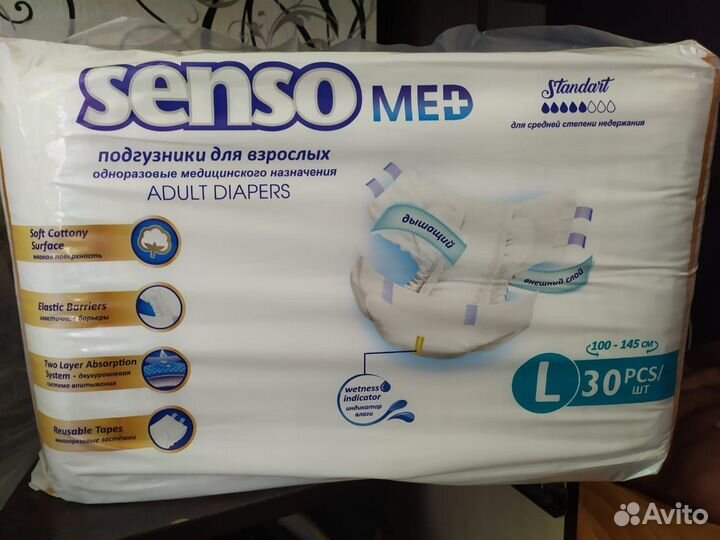 senso MED
Standart
для средней степени недержания
подгузники для взрослых
одноразовые медицинского назначения
ADULT DIAPERS
Soft Cottony
Surface
мягкая поверхность
Elastic Barriers
эластичные барьеры
Two Layer Absorption
System - двухуровневая
система впитывания
Reusable Tapes
многоразовые застёжки
дышащий
внешний слой
wetness
indicator
индикатор
влаги
100 - 145 см
L 30 PCS/
ШТ
Avito